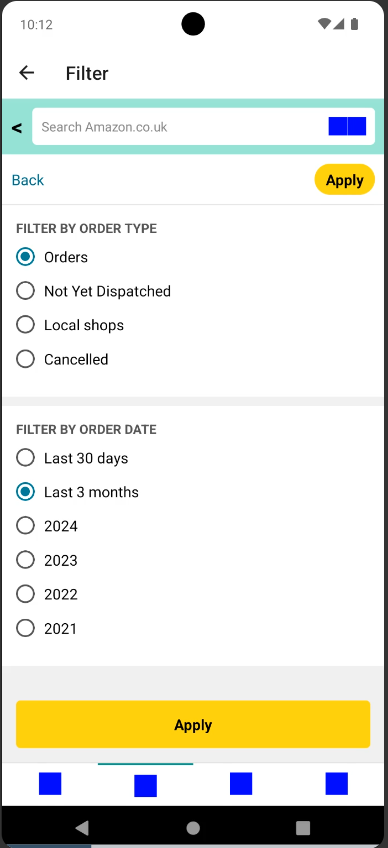 10:12
Filter
< Search Amazon.co.uk
Back Apply
FILTER BY ORDER TYPE
Orders
Not Yet Dispatched
Local shops
Cancelled
FILTER BY ORDER DATE
Last 30 days
Last 3 months
2024
2023
2022
2021
Apply